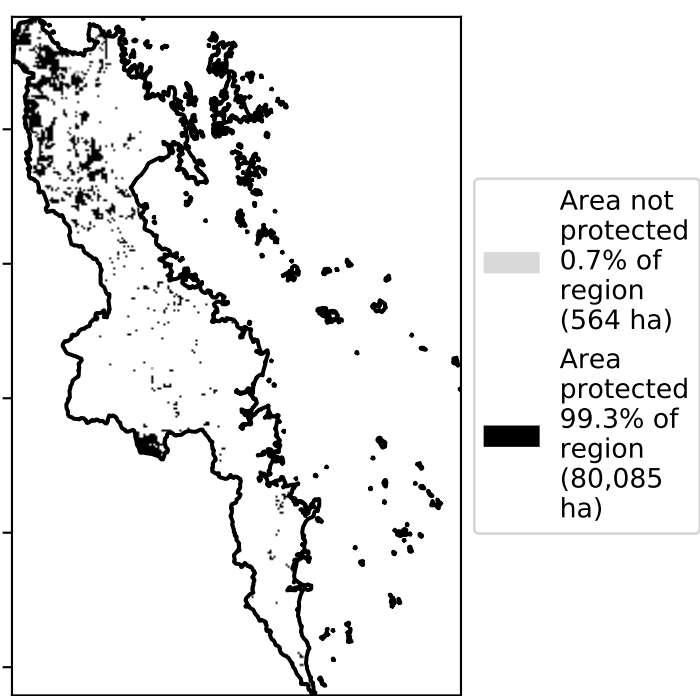 Area not
protected
0.7% of
region
(564 ha)
Area
protected
99.3% of
region
(80,085
ha)